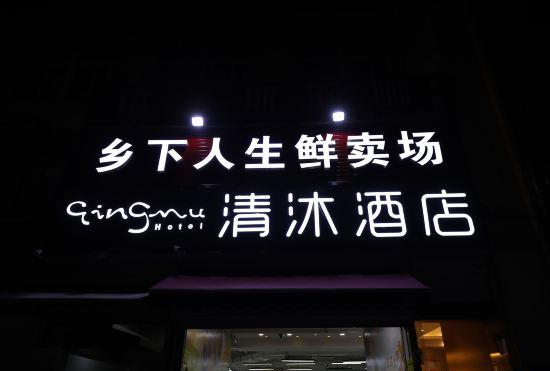 乡下人生鲜卖场
qingmu Hotel 清沐酒店